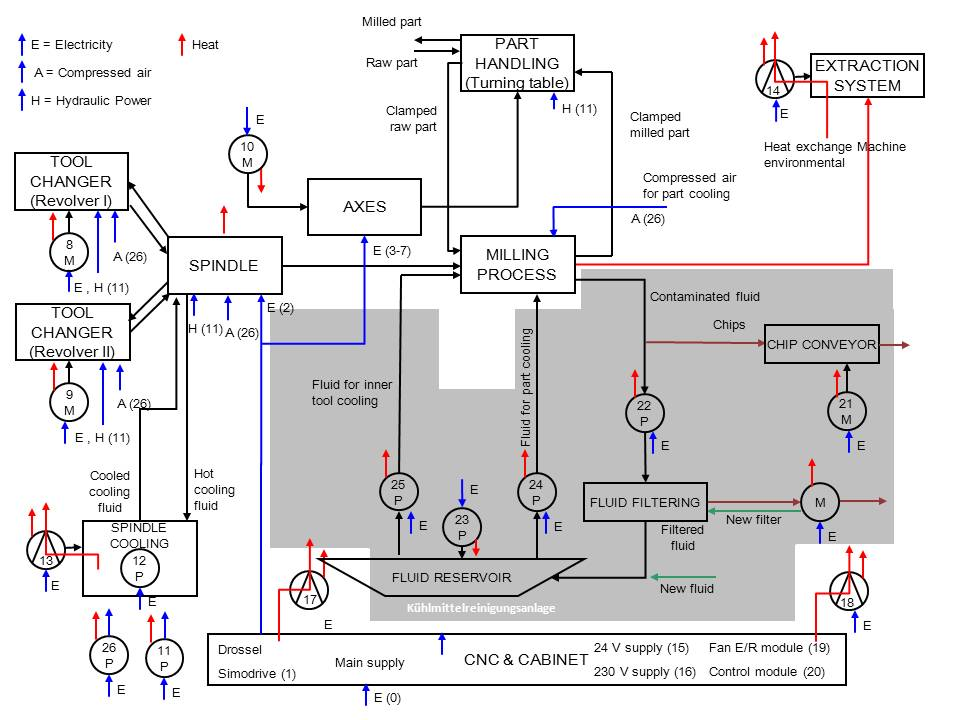 Milled part
Raw part
PART
HANDLING
(Turning table)
H (11)
E = Electricity
Heat
A = Compressed air
H = Hydraulic Power
EXTRACTION
SYSTEM
14
E
Heat exchange Machine
environmental
Clamped
raw part
Clamped
milled part
E
10
M
AXES
E (3-7)
Compressed air
for part cooling
A (26)
TOOL
CHANGER
(Revolver I)
8
M
A (26)
E , H (11)
SPINDLE
MILLING
PROCESS
H (11)
A (26)
E (2)
TOOL
CHANGER
(Revolver II)
9
M
A (26)
E , H (11)
Contaminated fluid
Chips
CHIP CONVEYOR
21
M
E
Fluid for inner
tool cooling
Fluid for part cooling
22
P
E
Cooled
cooling
fluid
Hot
cooling
fluid
25
P
E
E
23
P
24
P
E
FLUID FILTERING
M
E
New filter
Filtered
fluid
New fluid
SPINDLE
COOLING
12
P
E
13
E
FLUID RESERVOIR
Kühlmittelreinigungsanlage
17
E
18
E
26
P
E
11
P
E
Drossel
Simodrive (1)
Main supply
CNC & CABINET
24 V supply (15)
230 V supply (16)
Fan E/R module (19)
Control module (20)
E (0)